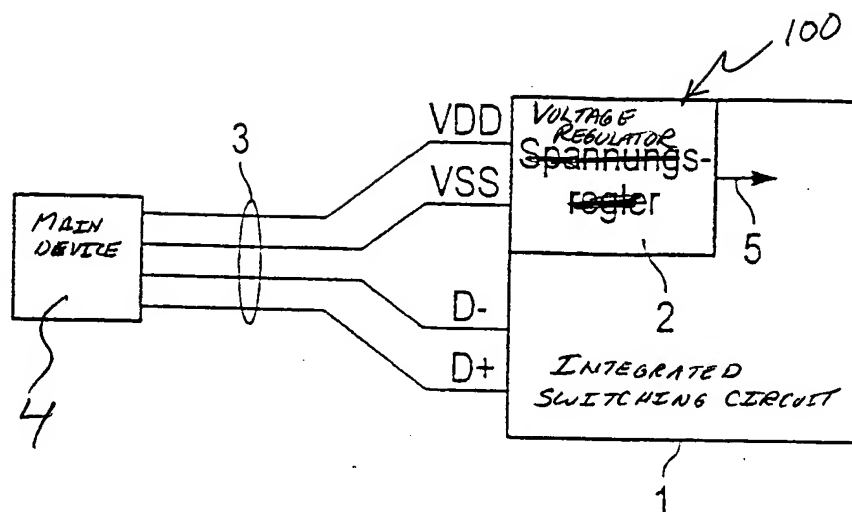 100
VOLTAGE
REGULATOR
Spannungs-
regler
VDD
VSS
3
5
MAIN
DEVICE
2
D-
D+
INTEGRATED
SWITCHING CIRCUIT
4
1